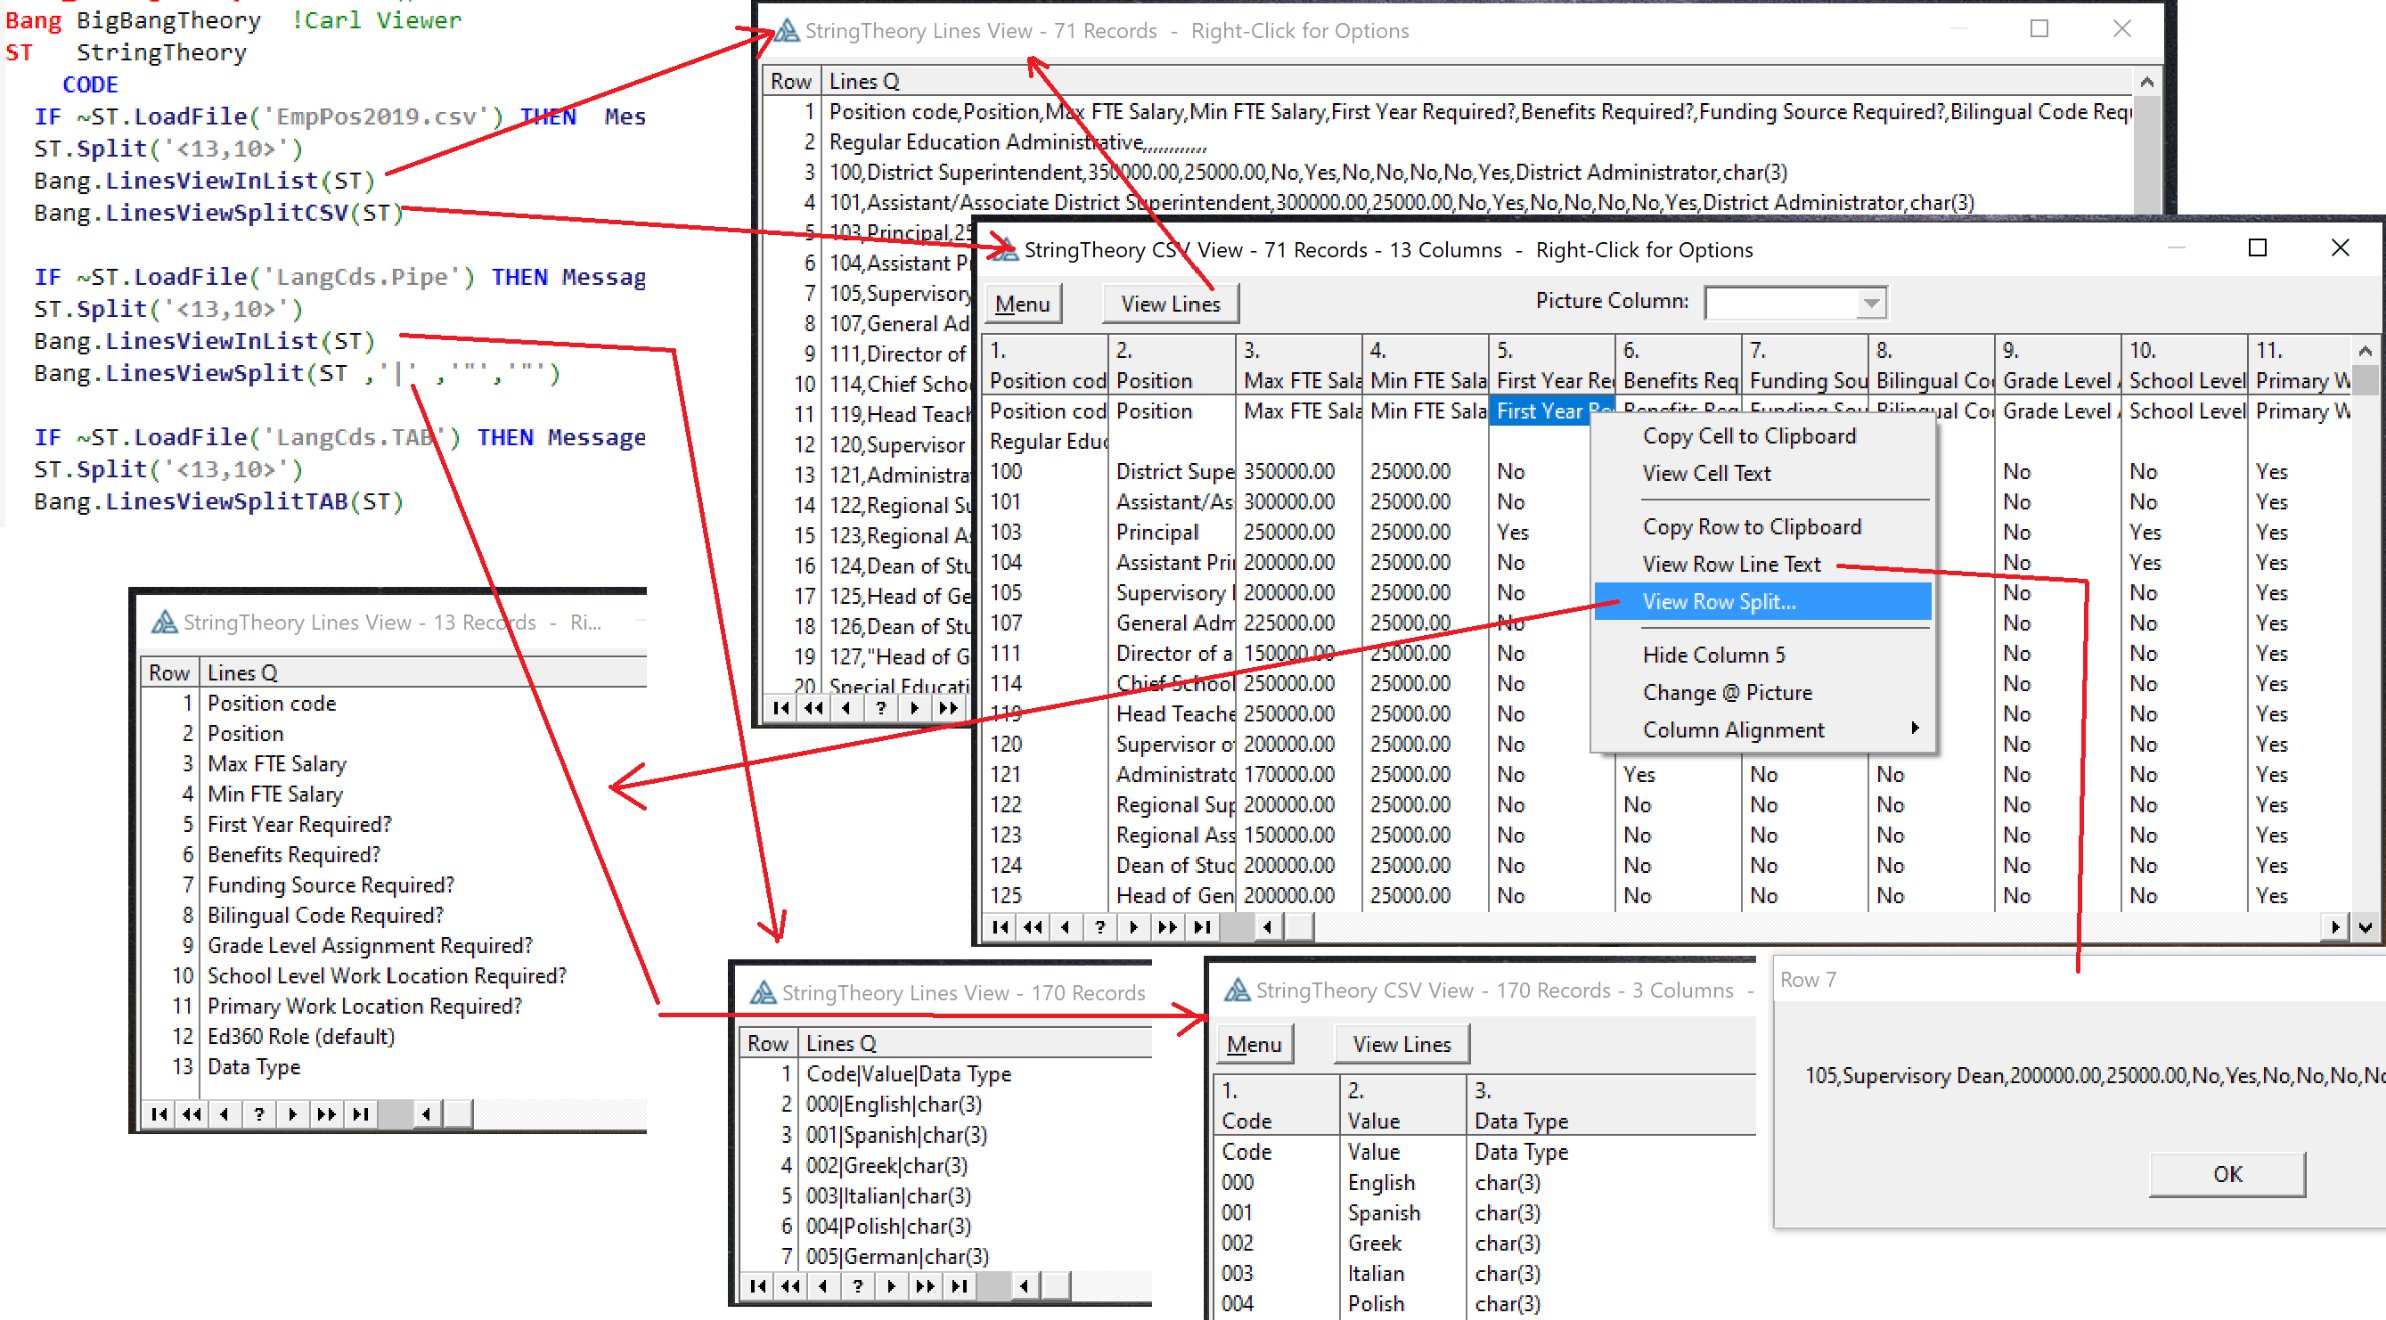 Bang BigBangTheory !Carl Viewer
ST StringTheory
CODE
IF ~ST.LoadFile('EmpPos2019.csv') THEN Mes
ST.Split('<13,10>')
Bang.LinesViewInList(ST)
Bang.LinesViewSplitCSV(ST)
IF ~ST.LoadFile('LangCds.Pipe') THEN Messag
ST.Split('<13,10>')
Bang.LinesViewInList(ST)
Bang.LinesViewSplit(ST ,'|' ,'"','"')
IF ~ST.LoadFile('LangCds.TAB') THEN Message
ST.Split('<13,10>')
Bang.LinesViewSplitTAB(ST)
StringTheory Lines View - 71 Records - Right-Click for Options
Row Lines Q
1 Position code,Position,Max FTE Salary,Min FTE Salary,First Year Required?,Benefits Required?,Funding Source Required?,Bilingual Code Req
2 Regular Education Administrative,,,,,,,,,,,,
3 100,District Superintendent,350000.00,25000.00,No,Yes,No,No,No,No,Yes,District Administrator,char(3)
4 101,Assistant/Associate District Superintendent,300000.00,25000.00,No,Yes,No,No,No,No,Yes,District Administrator,char(3)
5 103,Principal,25
6 104,Assistant P
7 105,Supervisory
8 107,General Ad
9 111,Director of
10 114,Chief Schoo
11 119,Head Teach
12 120,Supervisor
13 121,Administra
14 122,Regional Su
15 123,Regional As
16 124,Dean of Stu
17 125,Head of Ge
18 126,Dean of Stu
19 127,"Head of G
20 Special Educati
?
StringTheory CSV View - 71 Records - 13 Columns - Right-Click for Options
Menu View Lines Picture Column:
1. 2. 3. 4. 5. 6. 7. 8. 9. 10. 11.
Position cod Position Max FTE Sala Min FTE Sala First Year Re Benefits Req Funding Sou Bilingual Co Grade Level A School Level Primary W
Position cod Position Max FTE Sala Min FTE Sala First Year Re Benefits Req Funding Sou Bilingual Co Grade Level A School Level Primary W
Regular Educ
100 District Supe 350000.00 25000.00 No No No Yes
101 Assistant/As 300000.00 25000.00 No No No Yes
103 Principal 250000.00 25000.00 Yes No Yes Yes
104 Assistant Pri 200000.00 25000.00 No No Yes Yes
105 Supervisory 200000.00 25000.00 No No No Yes
107 General Adm 225000.00 25000.00 No No No Yes
111 Director of a 150000.00 25000.00 No No No Yes
114 Chief School 250000.00 25000.00 No No No Yes
119 Head Teache 250000.00 25000.00 No No No Yes
120 Supervisor o 200000.00 25000.00 No No No Yes
121 Administrato 170000.00 25000.00 No Yes No No No No Yes
122 Regional Sup 200000.00 25000.00 No No No No No No Yes
123 Regional Ass 150000.00 25000.00 No No No No No No Yes
124 Dean of Stud 200000.00 25000.00 No No No No No No Yes
125 Head of Gen 200000.00 25000.00 No No No No No No Yes
?
Copy Cell to Clipboard
View Cell Text
Copy Row to Clipboard
View Row Line Text
View Row Split...
Hide Column 5
Change @ Picture
Column Alignment
StringTheory Lines View - 13 Records - Ri...
Row Lines Q
1 Position code
2 Position
3 Max FTE Salary
4 Min FTE Salary
5 First Year Required?
6 Benefits Required?
7 Funding Source Required?
8 Bilingual Code Required?
9 Grade Level Assignment Required?
10 School Level Work Location Required?
11 Primary Work Location Required?
12 Ed360 Role (default)
13 Data Type
?
StringTheory Lines View - 170 Records
Row Lines Q
1 Code|Value|Data Type
2 000|English|char(3)
3 001|Spanish|char(3)
4 002|Greek|char(3)
5 003|Italian|char(3)
6 004|Polish|char(3)
7 005|German|char(3)
?
StringTheory CSV View - 170 Records - 3 Columns -
Menu View Lines
1. 2. 3.
Code Value Data Type
Code Value Data Type
000 English char(3)
001 Spanish char(3)
002 Greek char(3)
003 Italian char(3)
004 Polish char(3)
Row 7
105,Supervisory Dean,200000.00,25000.00,No,Yes,No,No,No,No
OK